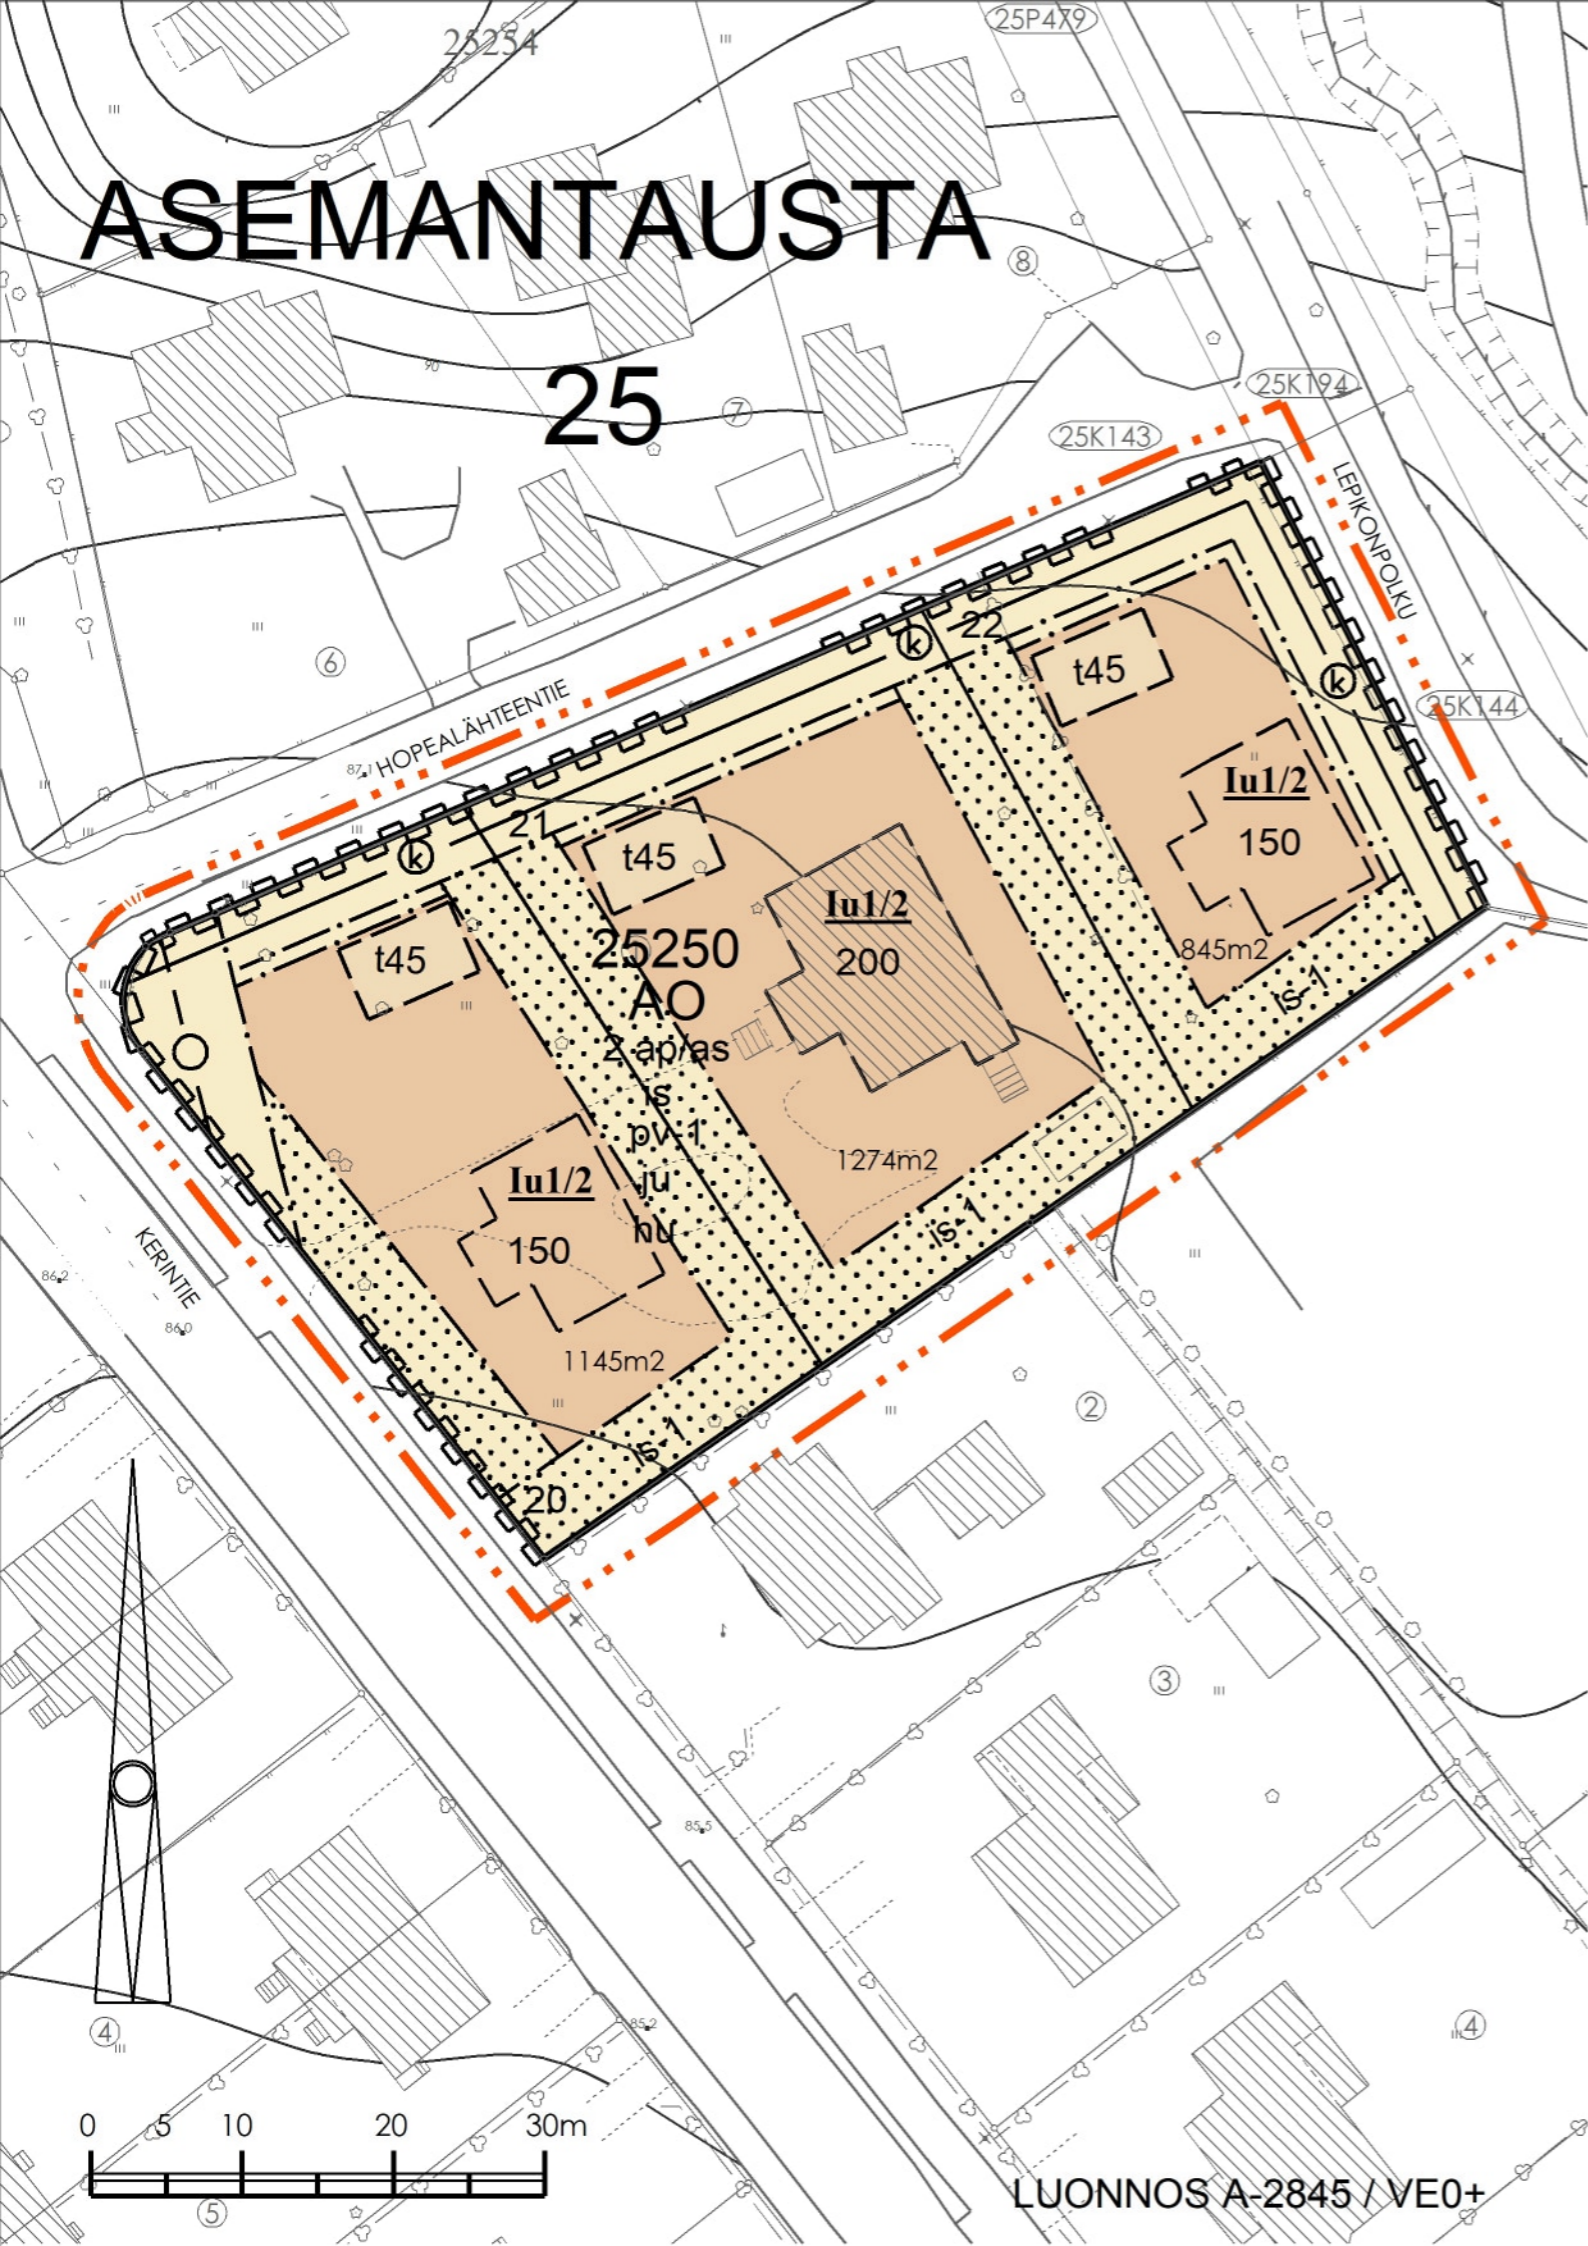 25P479
25254
ASEMANTAUSTA
8
90
25
7
25K194
25K143
LEPIKONPOLKU
22
k
6
t45
k
HOPEALÄHTEENTIE
25K144
87,1
Iu1/2
150
21
k
t45
Iu1/2
200
25250
AO
2 ap/as
is
pv-1
ju
hu
t45
845m2
is-1
1274m2
Iu1/2
150
is-1
KERINTIE
86,2
86,0
1145m2
is-1
2
20
3
85,5
85,2
4
4
0 5 10 20 30m
5
LUONNOS A-2845 / VE0+